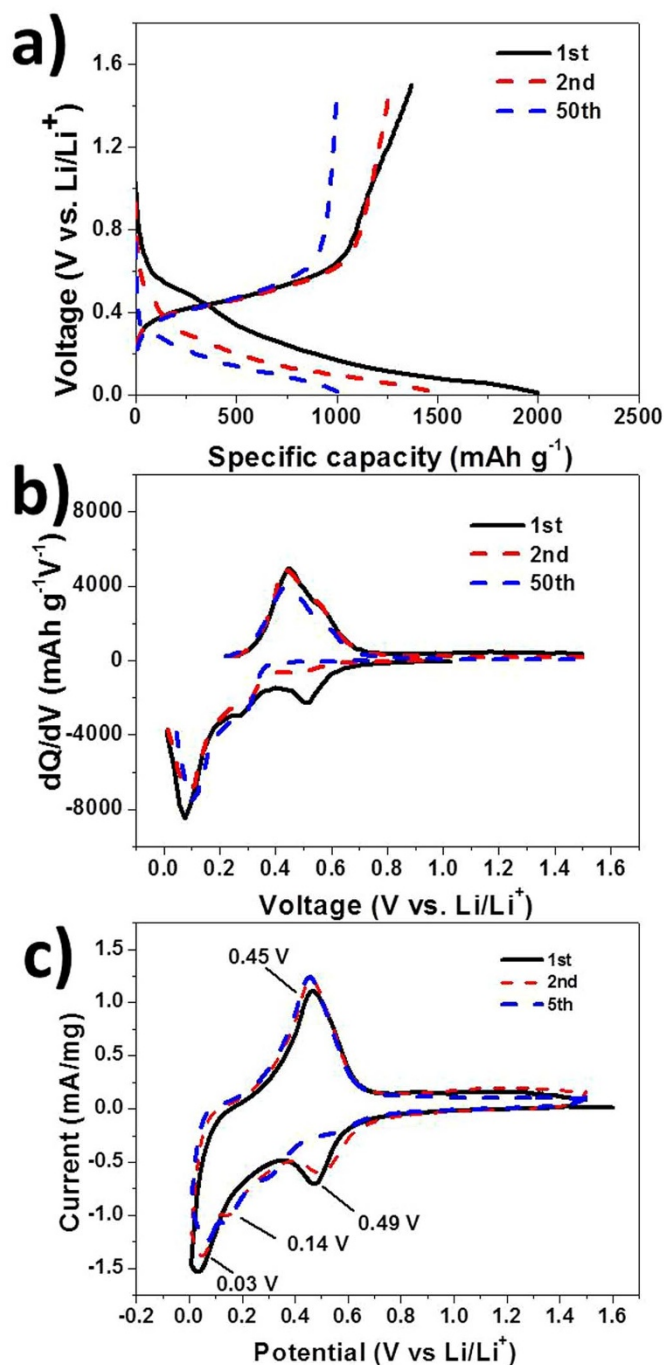 a)
Voltage (V vs. Li/Li⁺)
1.6
1.2
0.8
0.4
0.0
1st
2nd
50th
0 500 1000 1500 2000 2500
Specific capacity (mAh g⁻¹)
b)
dQ/dV (mAh g⁻¹V⁻¹)
8000
4000
0
-4000
-8000
1st
2nd
50th
0.0 0.2 0.4 0.6 0.8 1.0 1.2 1.4 1.6
Voltage (V vs. Li/Li⁺)
c)
Current (mA/mg)
1.5
1.0
0.5
0.0
-0.5
-1.0
-1.5
0.45 V
1st
2nd
5th
0.49 V
0.14 V
0.03 V
-0.2 0.0 0.2 0.4 0.6 0.8 1.0 1.2 1.4 1.6
Potential (V vs Li/Li⁺)